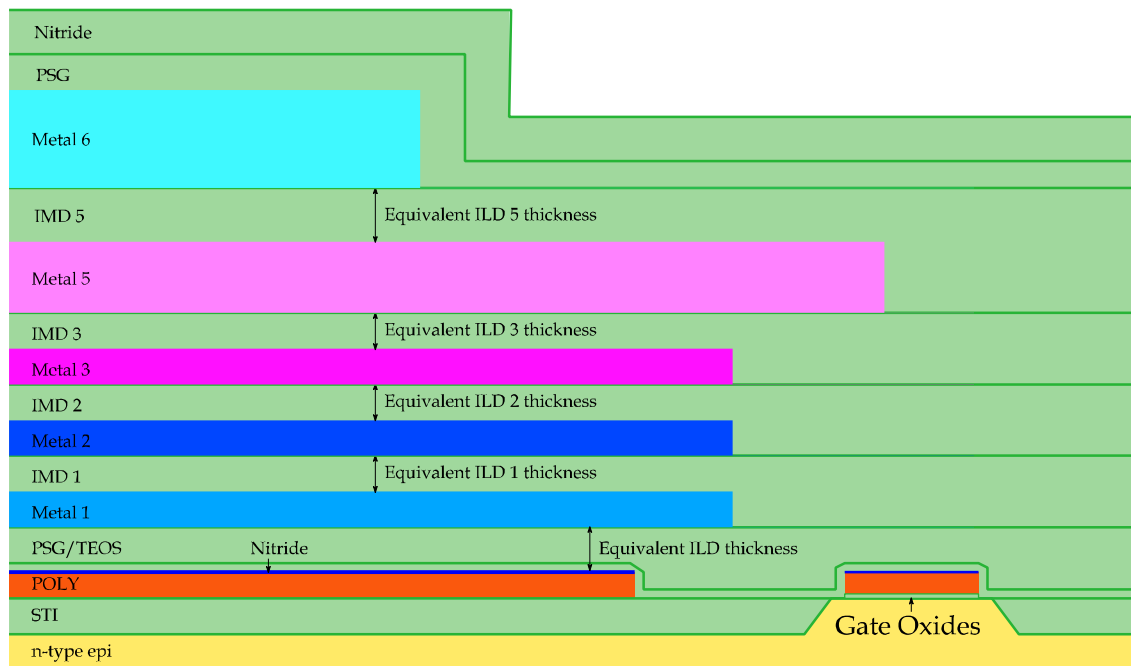 Nitride
PSG
Metal 6
IMD 5
Equivalent ILD 5 thickness
Metal 5
IMD 3
Equivalent ILD 3 thickness
Metal 3
IMD 2
Equivalent ILD 2 thickness
Metal 2
IMD 1
Equivalent ILD 1 thickness
Metal 1
PSG/TEOS
Nitride
Equivalent ILD thickness
POLY
STI
Gate Oxides
n-type epi